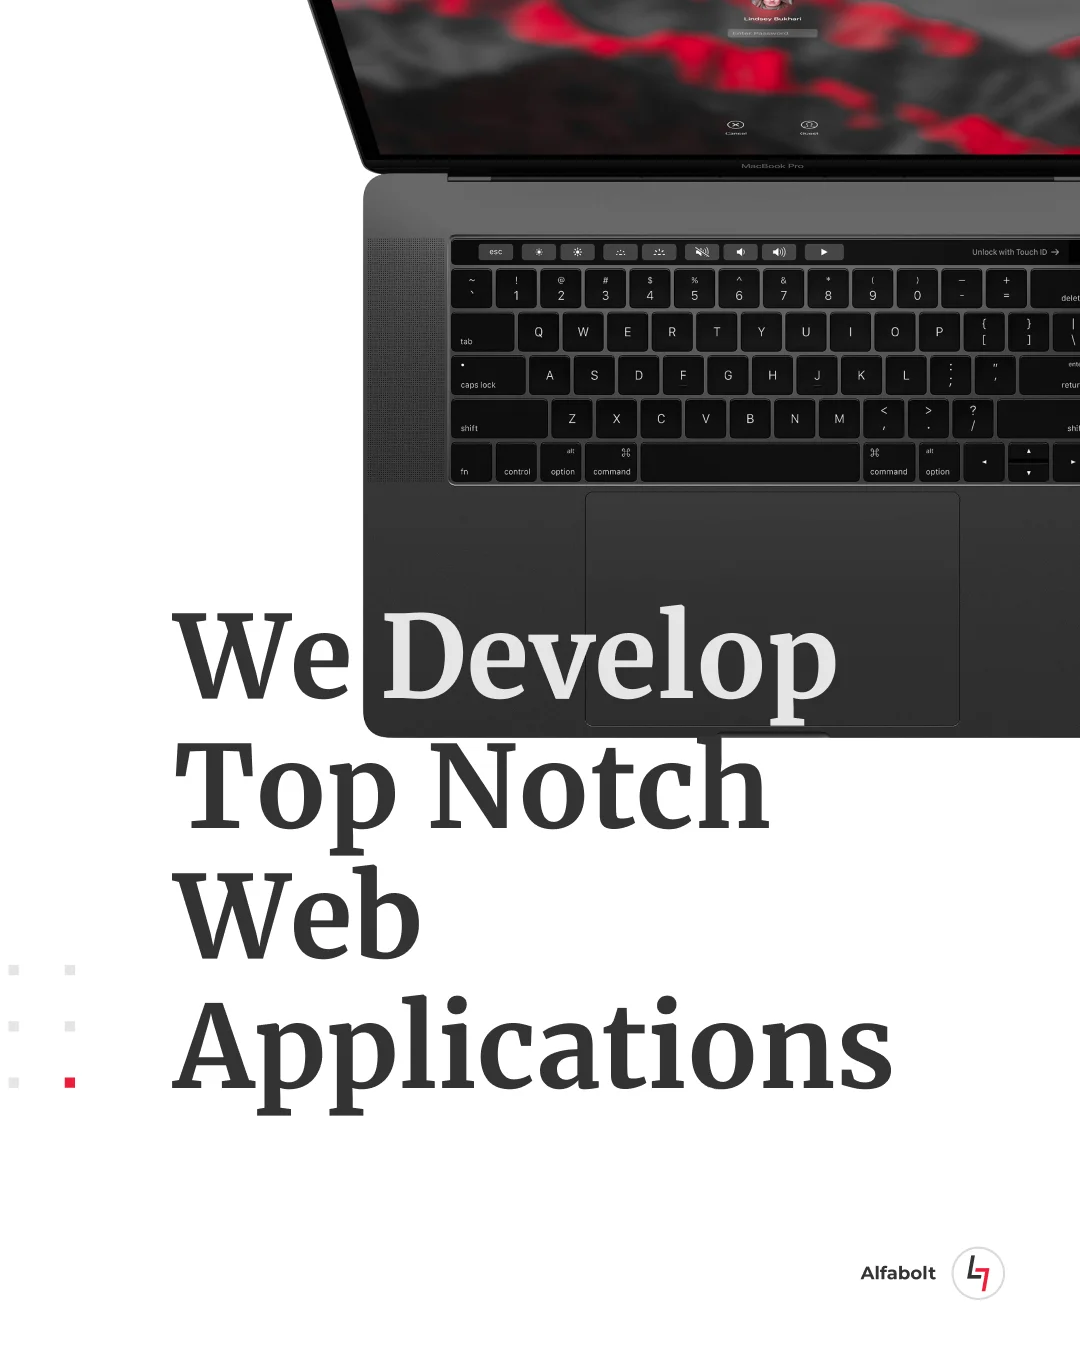 Lindsey Bukhari
Enter Password
Cancel Guest
MacBook Pro
esc Unlock with Touch ID →
~ ! @ # $ % ^ & * ( ) _ +
` 1 2 3 4 5 6 7 8 9 0 - = delet
tab Q W E R T Y U I O P { [ } ] | \
caps lock A S D F G H J K L : ; " ' ente retur
shift Z X C V B N M < , > . ? / shif
fn control alt option ⌘ command ⌘ command alt option
We Develop
Top Notch
Web
Applications
Alfabolt